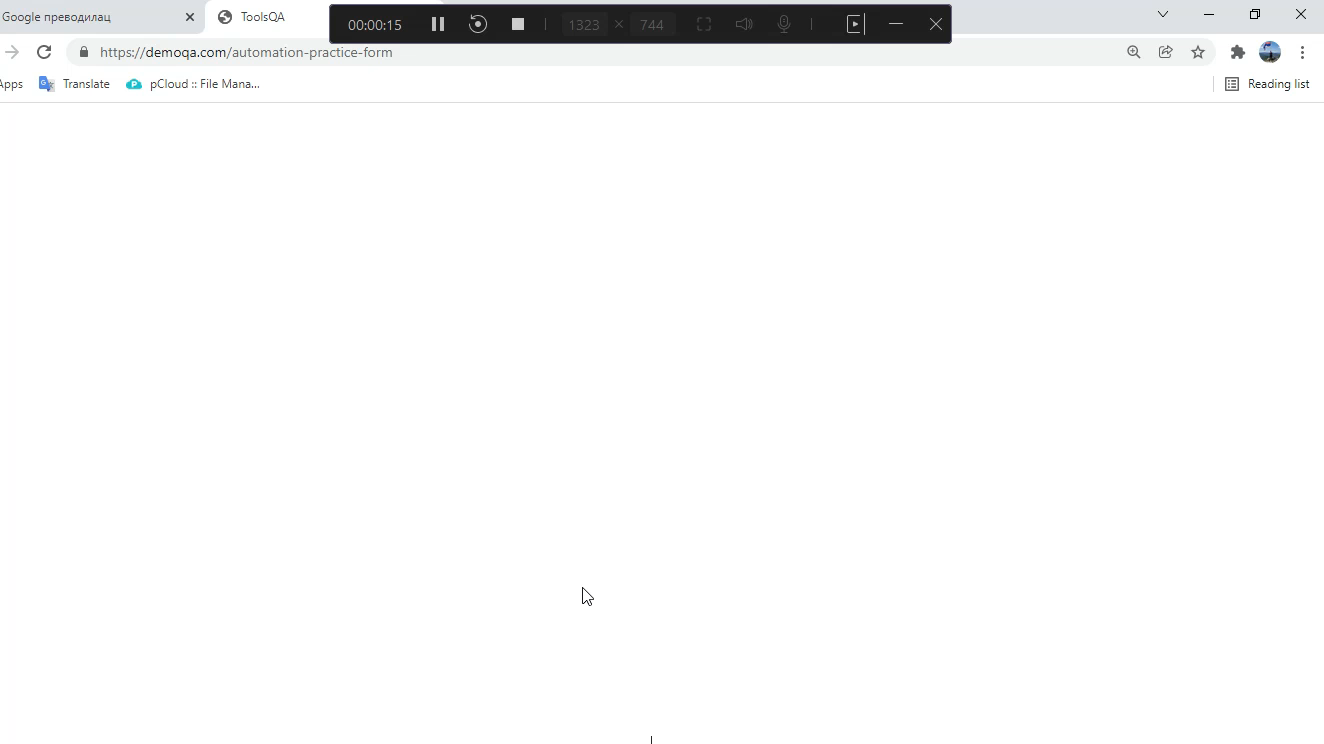 Google преводилац
ToolsQA
00:00:15
1323 × 744
https://demoqa.com/automation-practice-form
Apps
Translate
pCloud :: File Mana...
Reading list